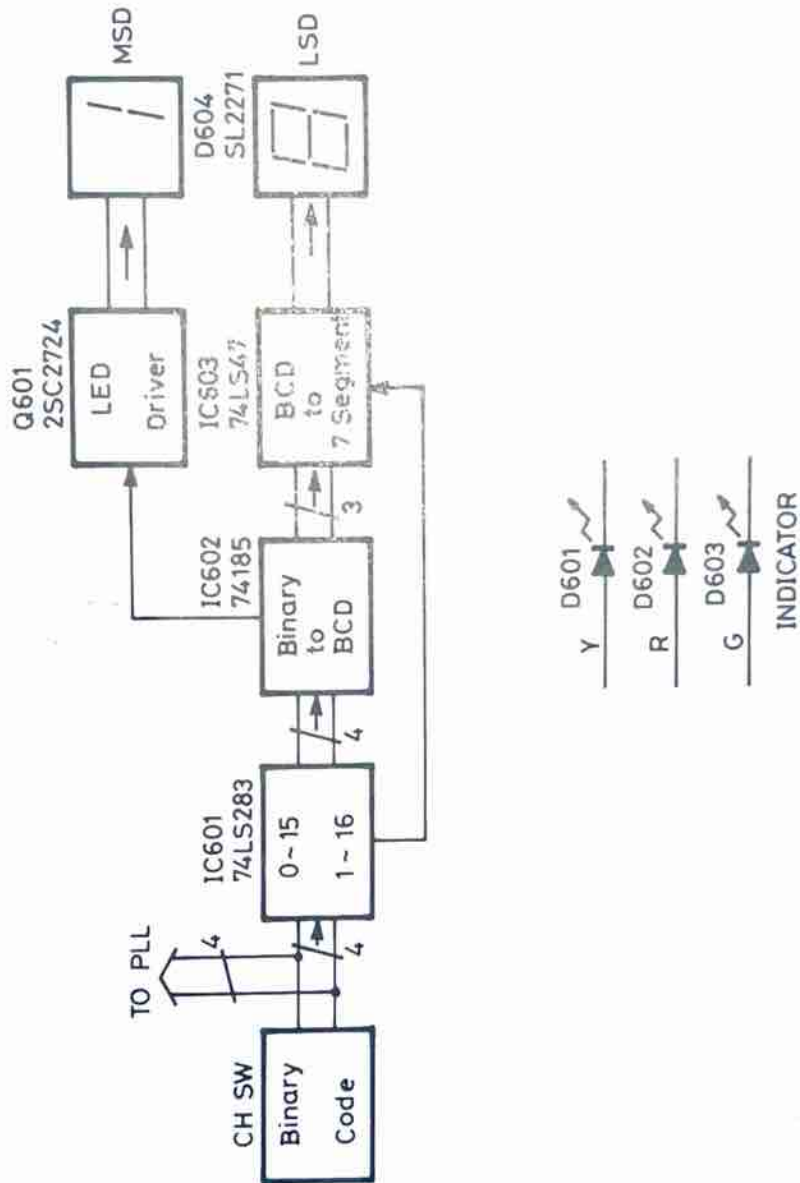 CH SW
Binary
Code
TO PLL
4
4
IC601
74LS283
0~15
1~16
4
IC602
74185
Binary
to
BCD
3
Q601
2SC2724
LED
Driver
IC603
74LS47
BCD
to
7 Segment
MSD
D604
SL2271
LSD
Y
D601
R
D602
G
D603
INDICATOR